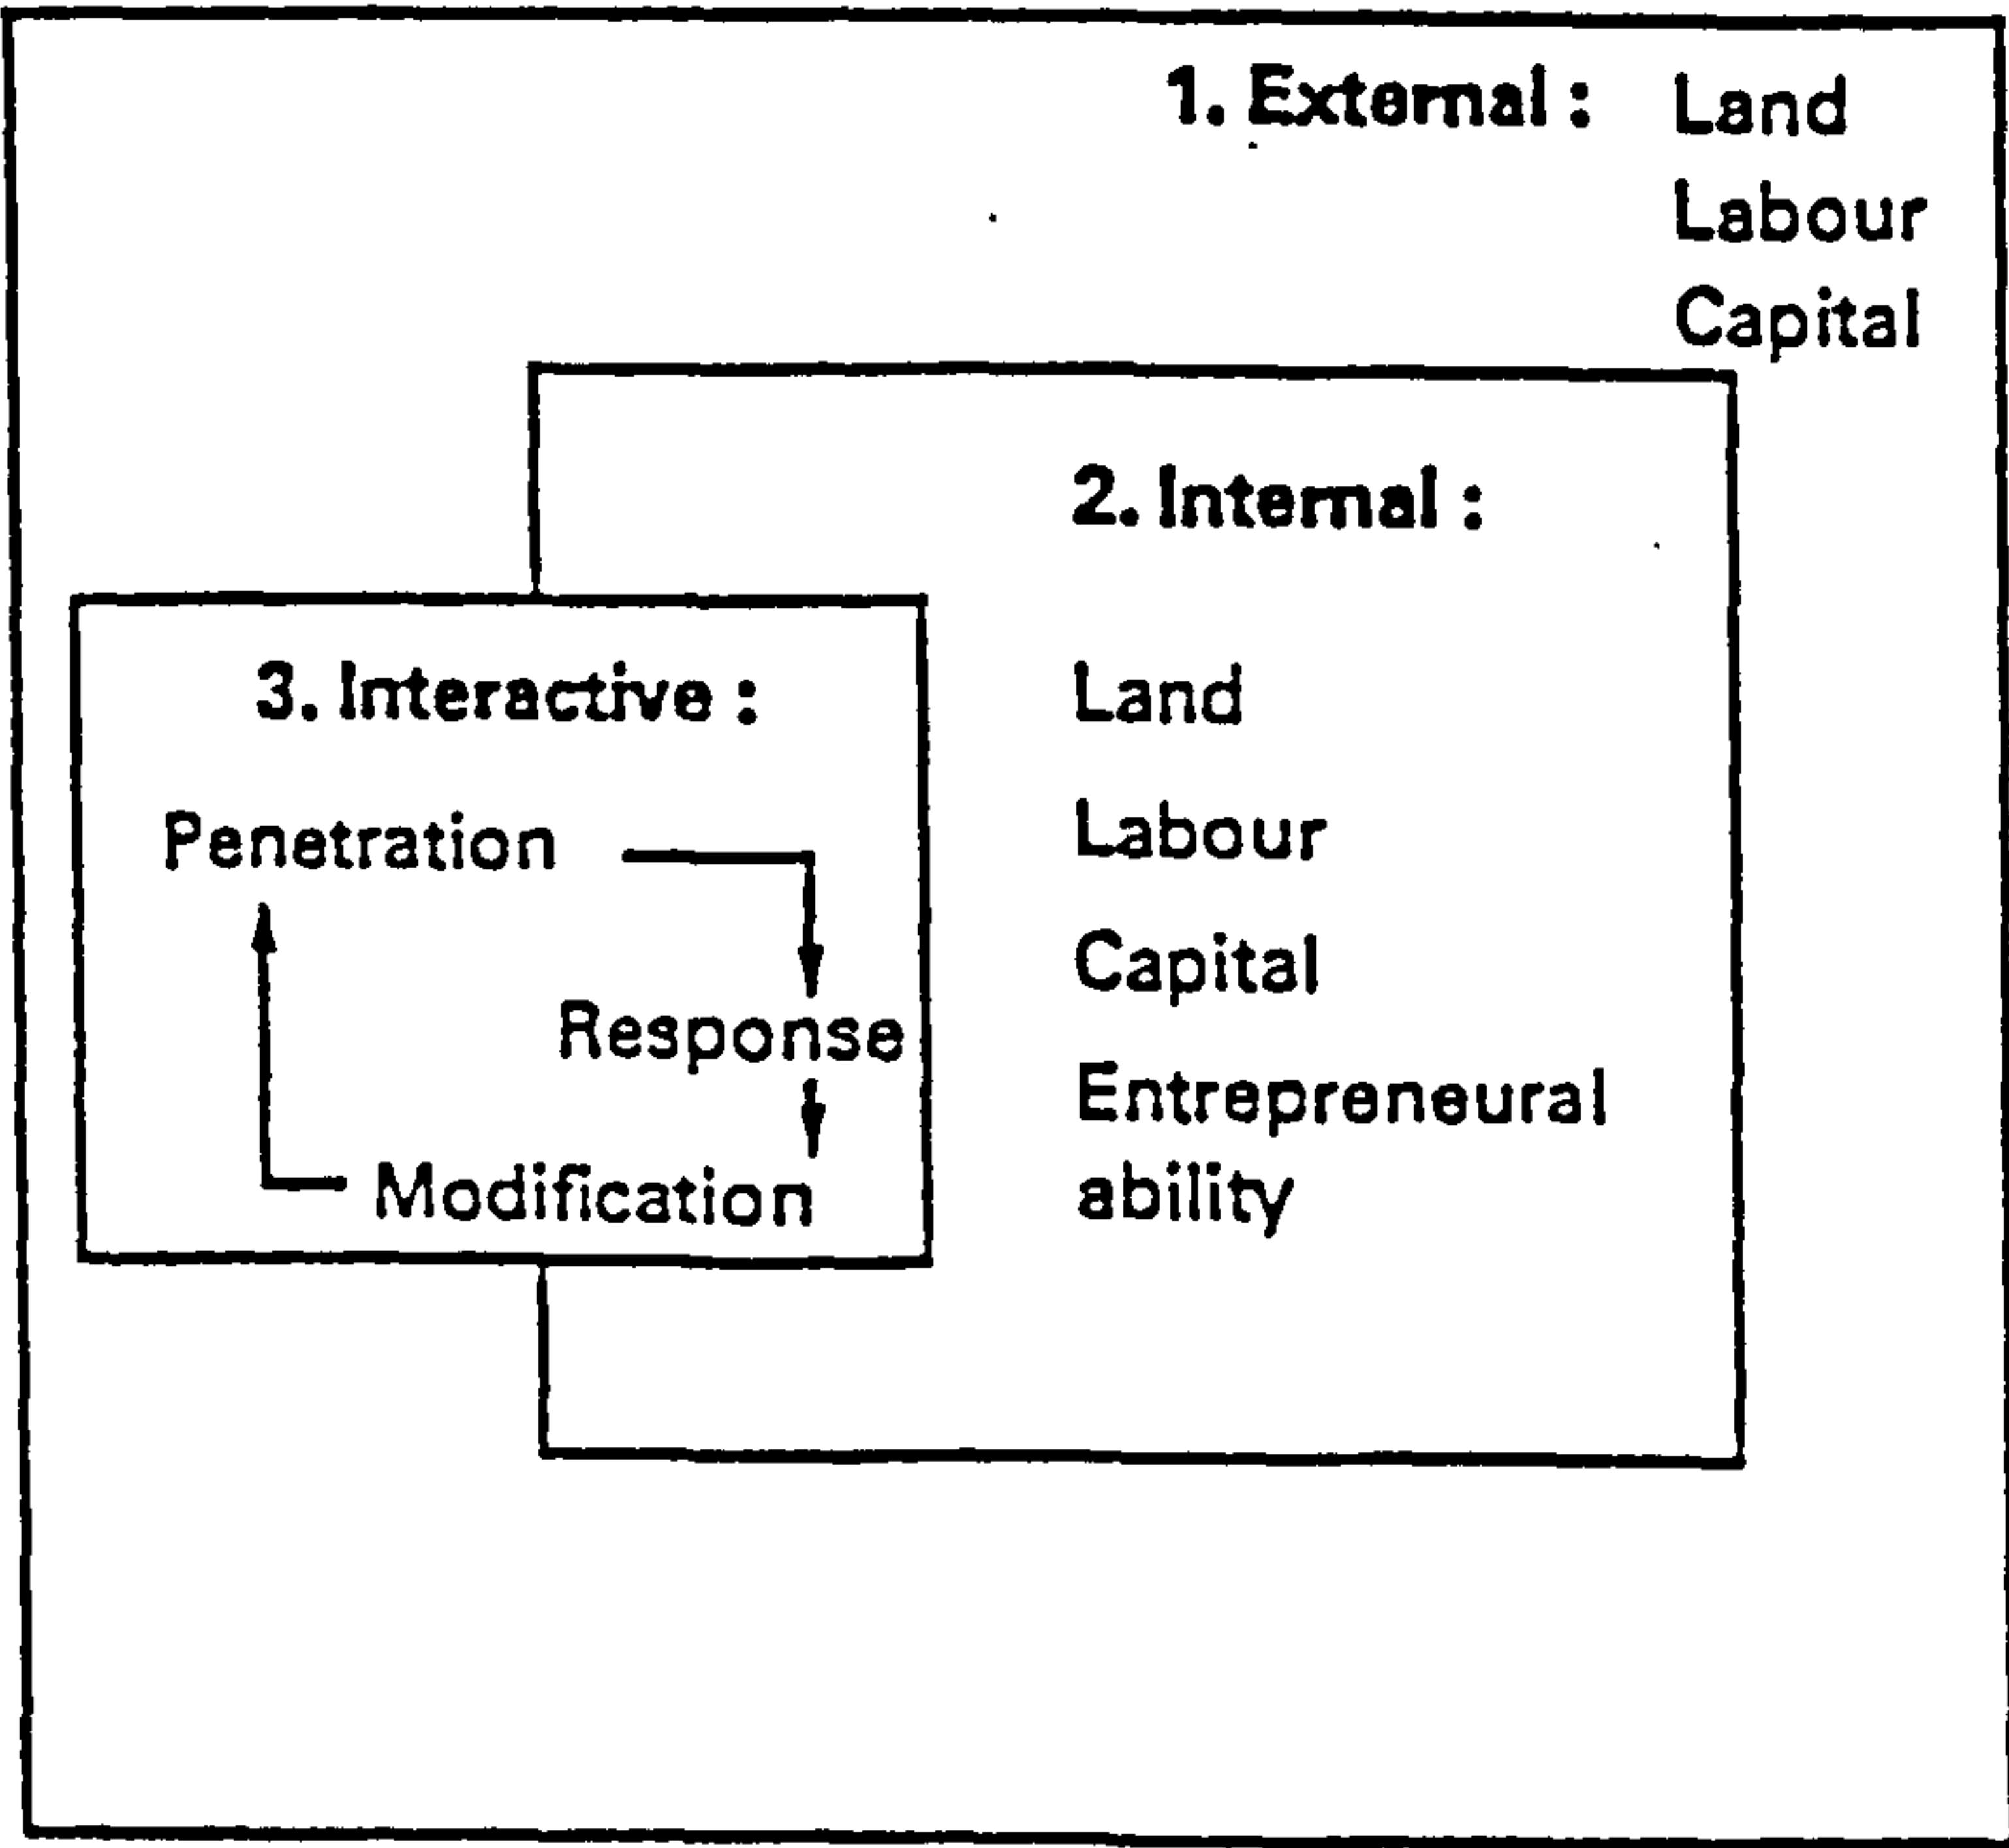 1. External : Land
Labour
Capital
2. Internal :
Land
Labour
Capital
Entrepreneural
ability
3. Interactive :
Penetration
Response
Modification